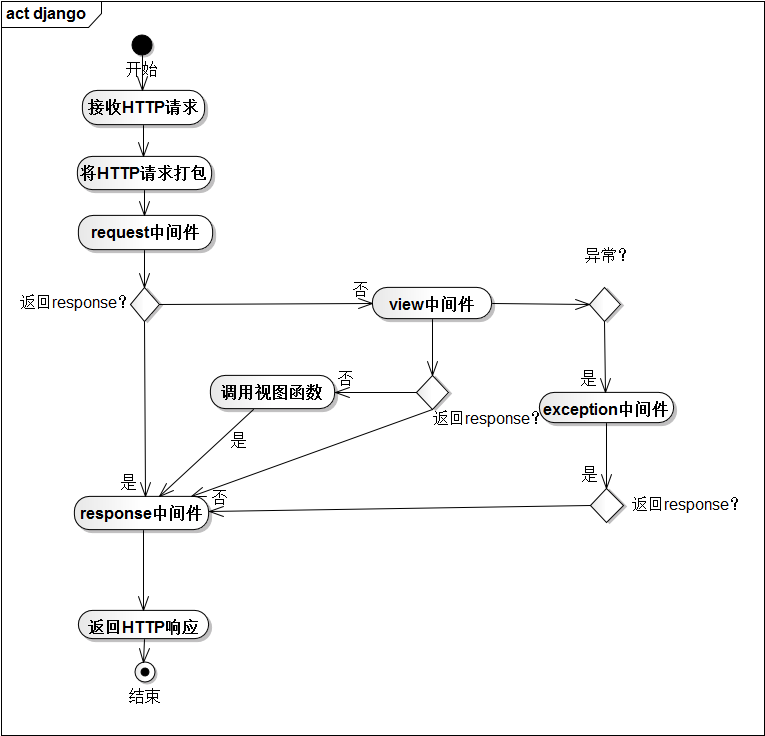 act django
开始
接收HTTP请求
将HTTP请求打包
request中间件
异常？
返回response？
否
view中间件
是
调用视图函数
否
exception中间件
返回response？
是
是
是
否
返回response？
response中间件
返回HTTP响应
结束